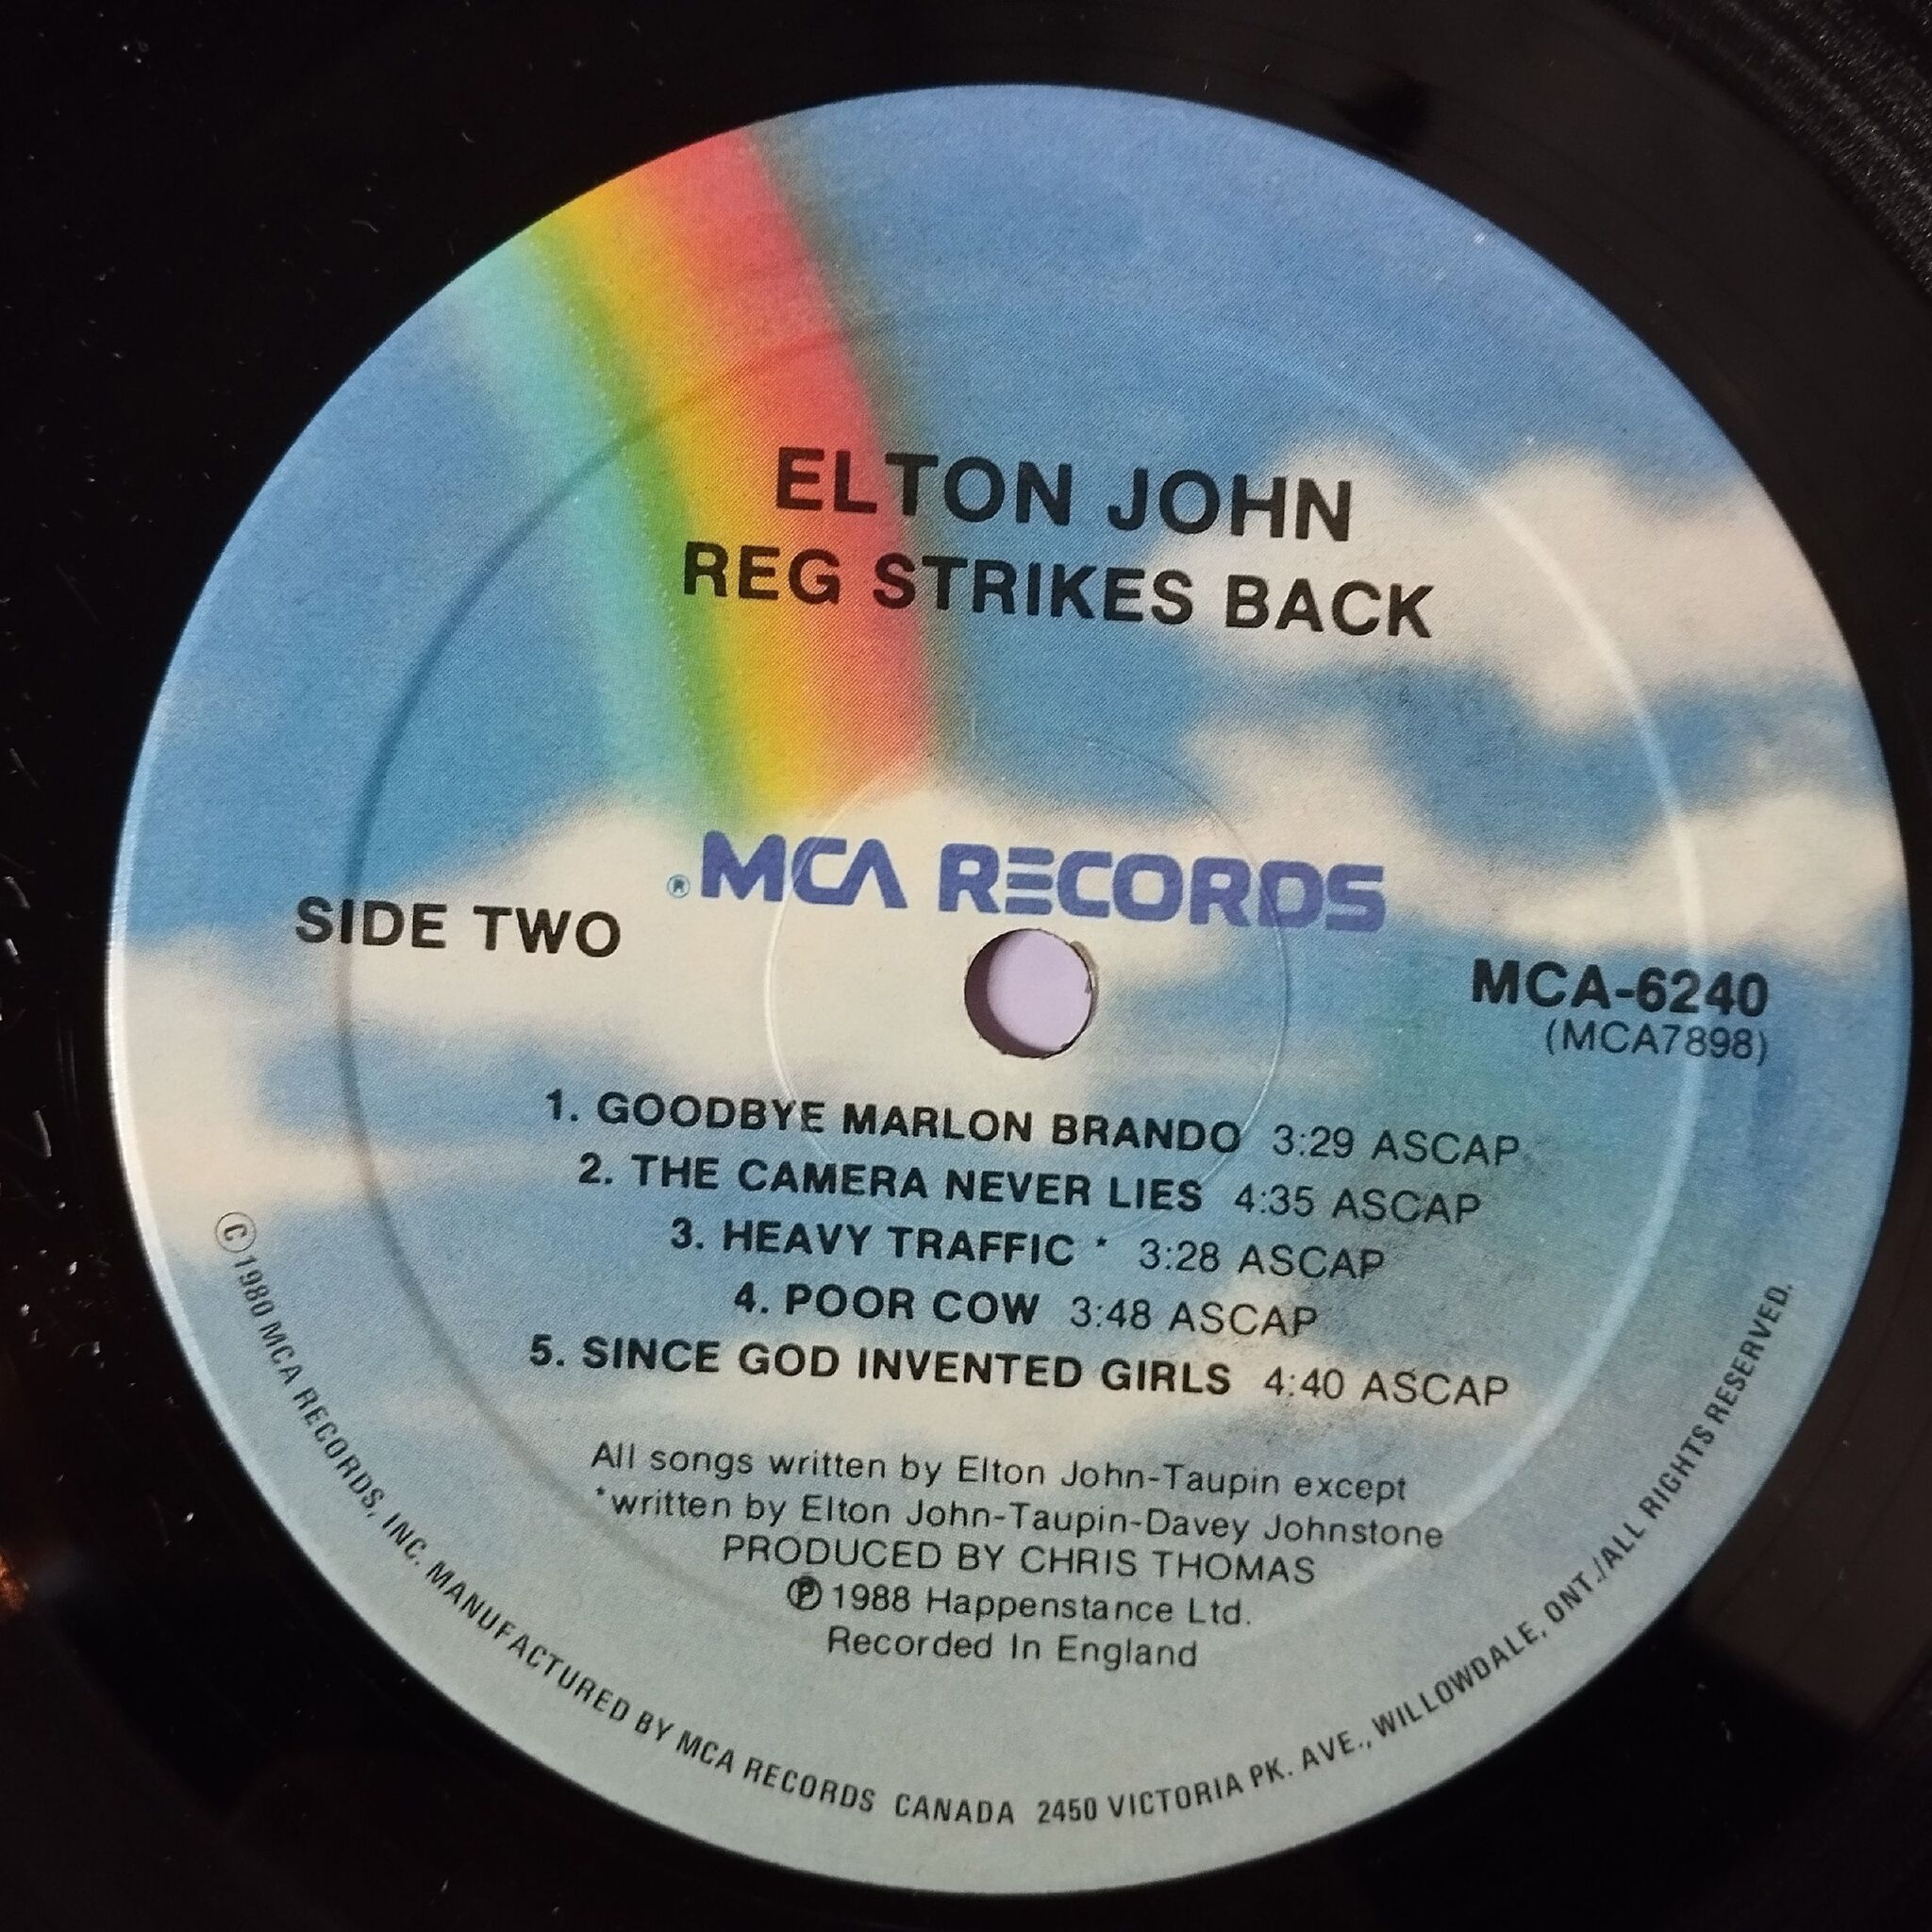 ELTON JOHN
REG STRIKES BACK
® MCA RECORDS
SIDE TWO
MCA-6240
(MCA7898)
1. GOODBYE MARLON BRANDO 3:29 ASCAP
2. THE CAMERA NEVER LIES 4:35 ASCAP
3. HEAVY TRAFFIC * 3:28 ASCAP
4. POOR COW 3:48 ASCAP
5. SINCE GOD INVENTED GIRLS 4:40 ASCAP
All songs written by Elton John-Taupin except
*written by Elton John-Taupin-Davey Johnstone
PRODUCED BY CHRIS THOMAS
℗ 1988 Happenstance Ltd.
Recorded In England
©1980 MCA RECORDS, INC. MANUFACTURED BY MCA RECORDS CANADA 2450 VICTORIA PK. AVE., WILLOWDALE, ONT./ALL RIGHTS RESERVED.